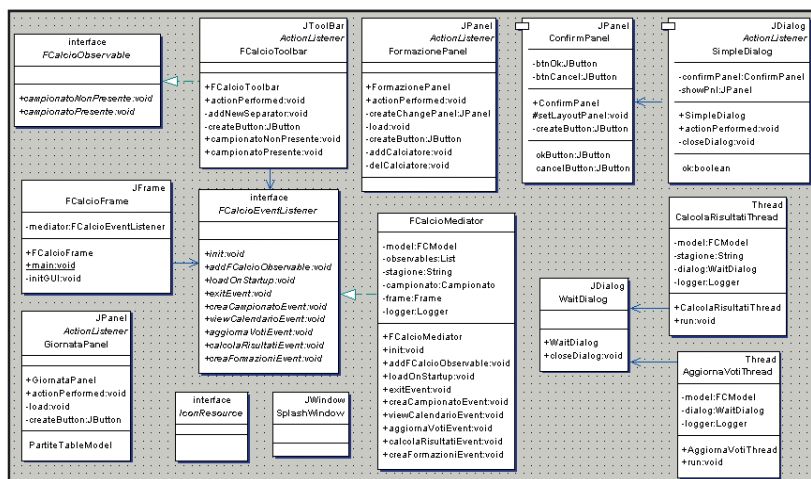 interface
FCalcioObservable
+campionatoNonPresente:void
+campionatoPresente:void
JToolBar
ActionListener
FCalcioToolbar
+FCalcioToolbar
+actionPerformed:void
-addNewSeparator:void
-createButton:JButton
+campionatoNonPresente:void
+campionatoPresente:void
JPanel
ActionListener
FormazionePanel
+FormazionePanel
+actionPerformed:void
-createChangePanel:JPanel
-load:void
-createButton:JButton
-addCalciatore:void
-delCalciatore:void
JPanel
ConfirmPanel
-btnOk:JButton
-btnCancel:JButton
+ConfirmPanel
#setLayoutPanel:void
-createButton:JButton
okButton:JButton
cancelButton:JButton
JDialog
ActionListener
SimpleDialog
-confirmPanel:ConfirmPanel
-showPnl:JPanel
+SimpleDialog
+actionPerformed:void
-closeDialog:void
ok:boolean
JFrame
FCalcioFrame
-mediator:FCalcioEventListener
+FCalcioFrame
+main:void
-initGUI:void
interface
FCalcioEventListener
+init:void
+addFCalcioObservable:void
+loadOnStartup:void
+exitEvent:void
+creaCampionatoEvent:void
+viewCalendarioEvent:void
+aggiornaVotiEvent:void
+calcolaRisultatiEvent:void
+creaFormazioniEvent:void
FCalcioMediator
-model:FCModel
-observables:List
-stagione:String
-campionato:Campionato
-frame:Frame
-logger:Logger
+FCalcioMediator
+init:void
+addFCalcioObservable:void
+loadOnStartup:void
+exitEvent:void
+creaCampionatoEvent:void
+viewCalendarioEvent:void
+aggiornaVotiEvent:void
+calcolaRisultatiEvent:void
+creaFormazioniEvent:void
JDialog
WaitDialog
+WaitDialog
+closeDialog:void
Thread
CalcolaRisultatiThread
-model:FCModel
-stagione:String
-dialog:WaitDialog
-logger:Logger
+CalcolaRisultatiThread
+run:void
JPanel
ActionListener
GiornataPanel
+GiornataPanel
+actionPerformed:void
-load:void
-createButton:JButton
PartiteTableModel
interface
IconResource
JWindow
SplashWindow
Thread
AggiornaVotiThread
-model:FCModel
-dialog:WaitDialog
-logger:Logger
+AggiornaVotiThread
+run:void